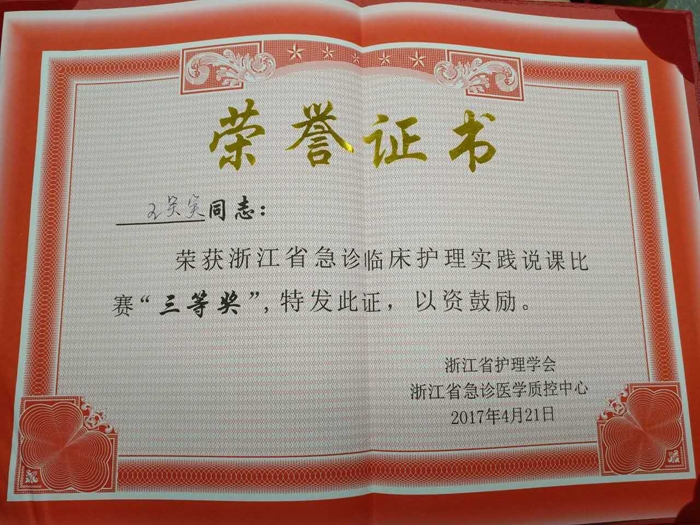 荣誉证书
同志：
荣获浙江省急诊临床护理实践说课比
赛“三等奖”，特发此证，以资鼓励。
浙江省护理学会
浙江省急诊医学质控中心
2017年4月21日